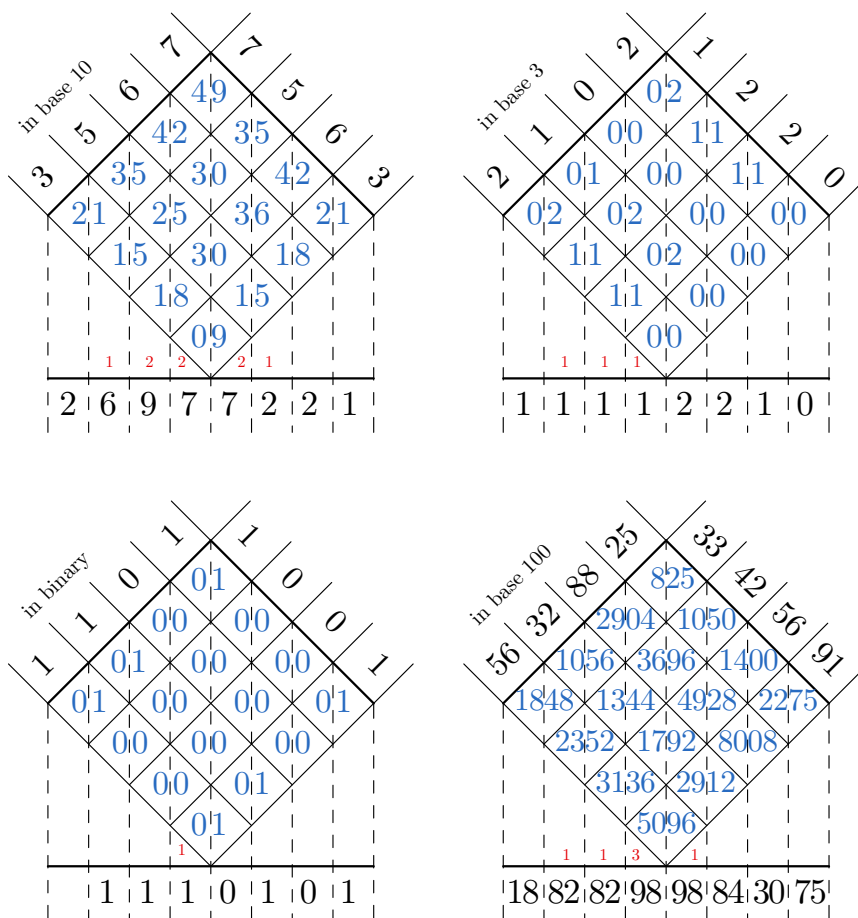 in base 10
3 5 6 7
7 5 6 3
49
42 35
35 30 42
21 25 36 21
15 30 18
18 15
09
1 2 2 2 1
2 6 9 7 7 2 2 1
in base 3
2 1 0 2
1 2 2 0
02
00 11
01 00 11
02 02 00 00
11 02 00
11 00
00
1 1 1
1 1 1 1 2 2 1 0
in binary
1 1 0 1
1 0 0 1
01
00 00
01 00 00
01 00 00 01
00 00 00
00 01
01
1
1 1 1 0 1 0 1
in base 100
56 32 88 25
33 42 56 91
825
2904 1050
1056 3696 1400
1848 1344 4928 2275
2352 1792 8008
3136 2912
5096
1 1 3 1
18 82 82 98 98 84 30 75